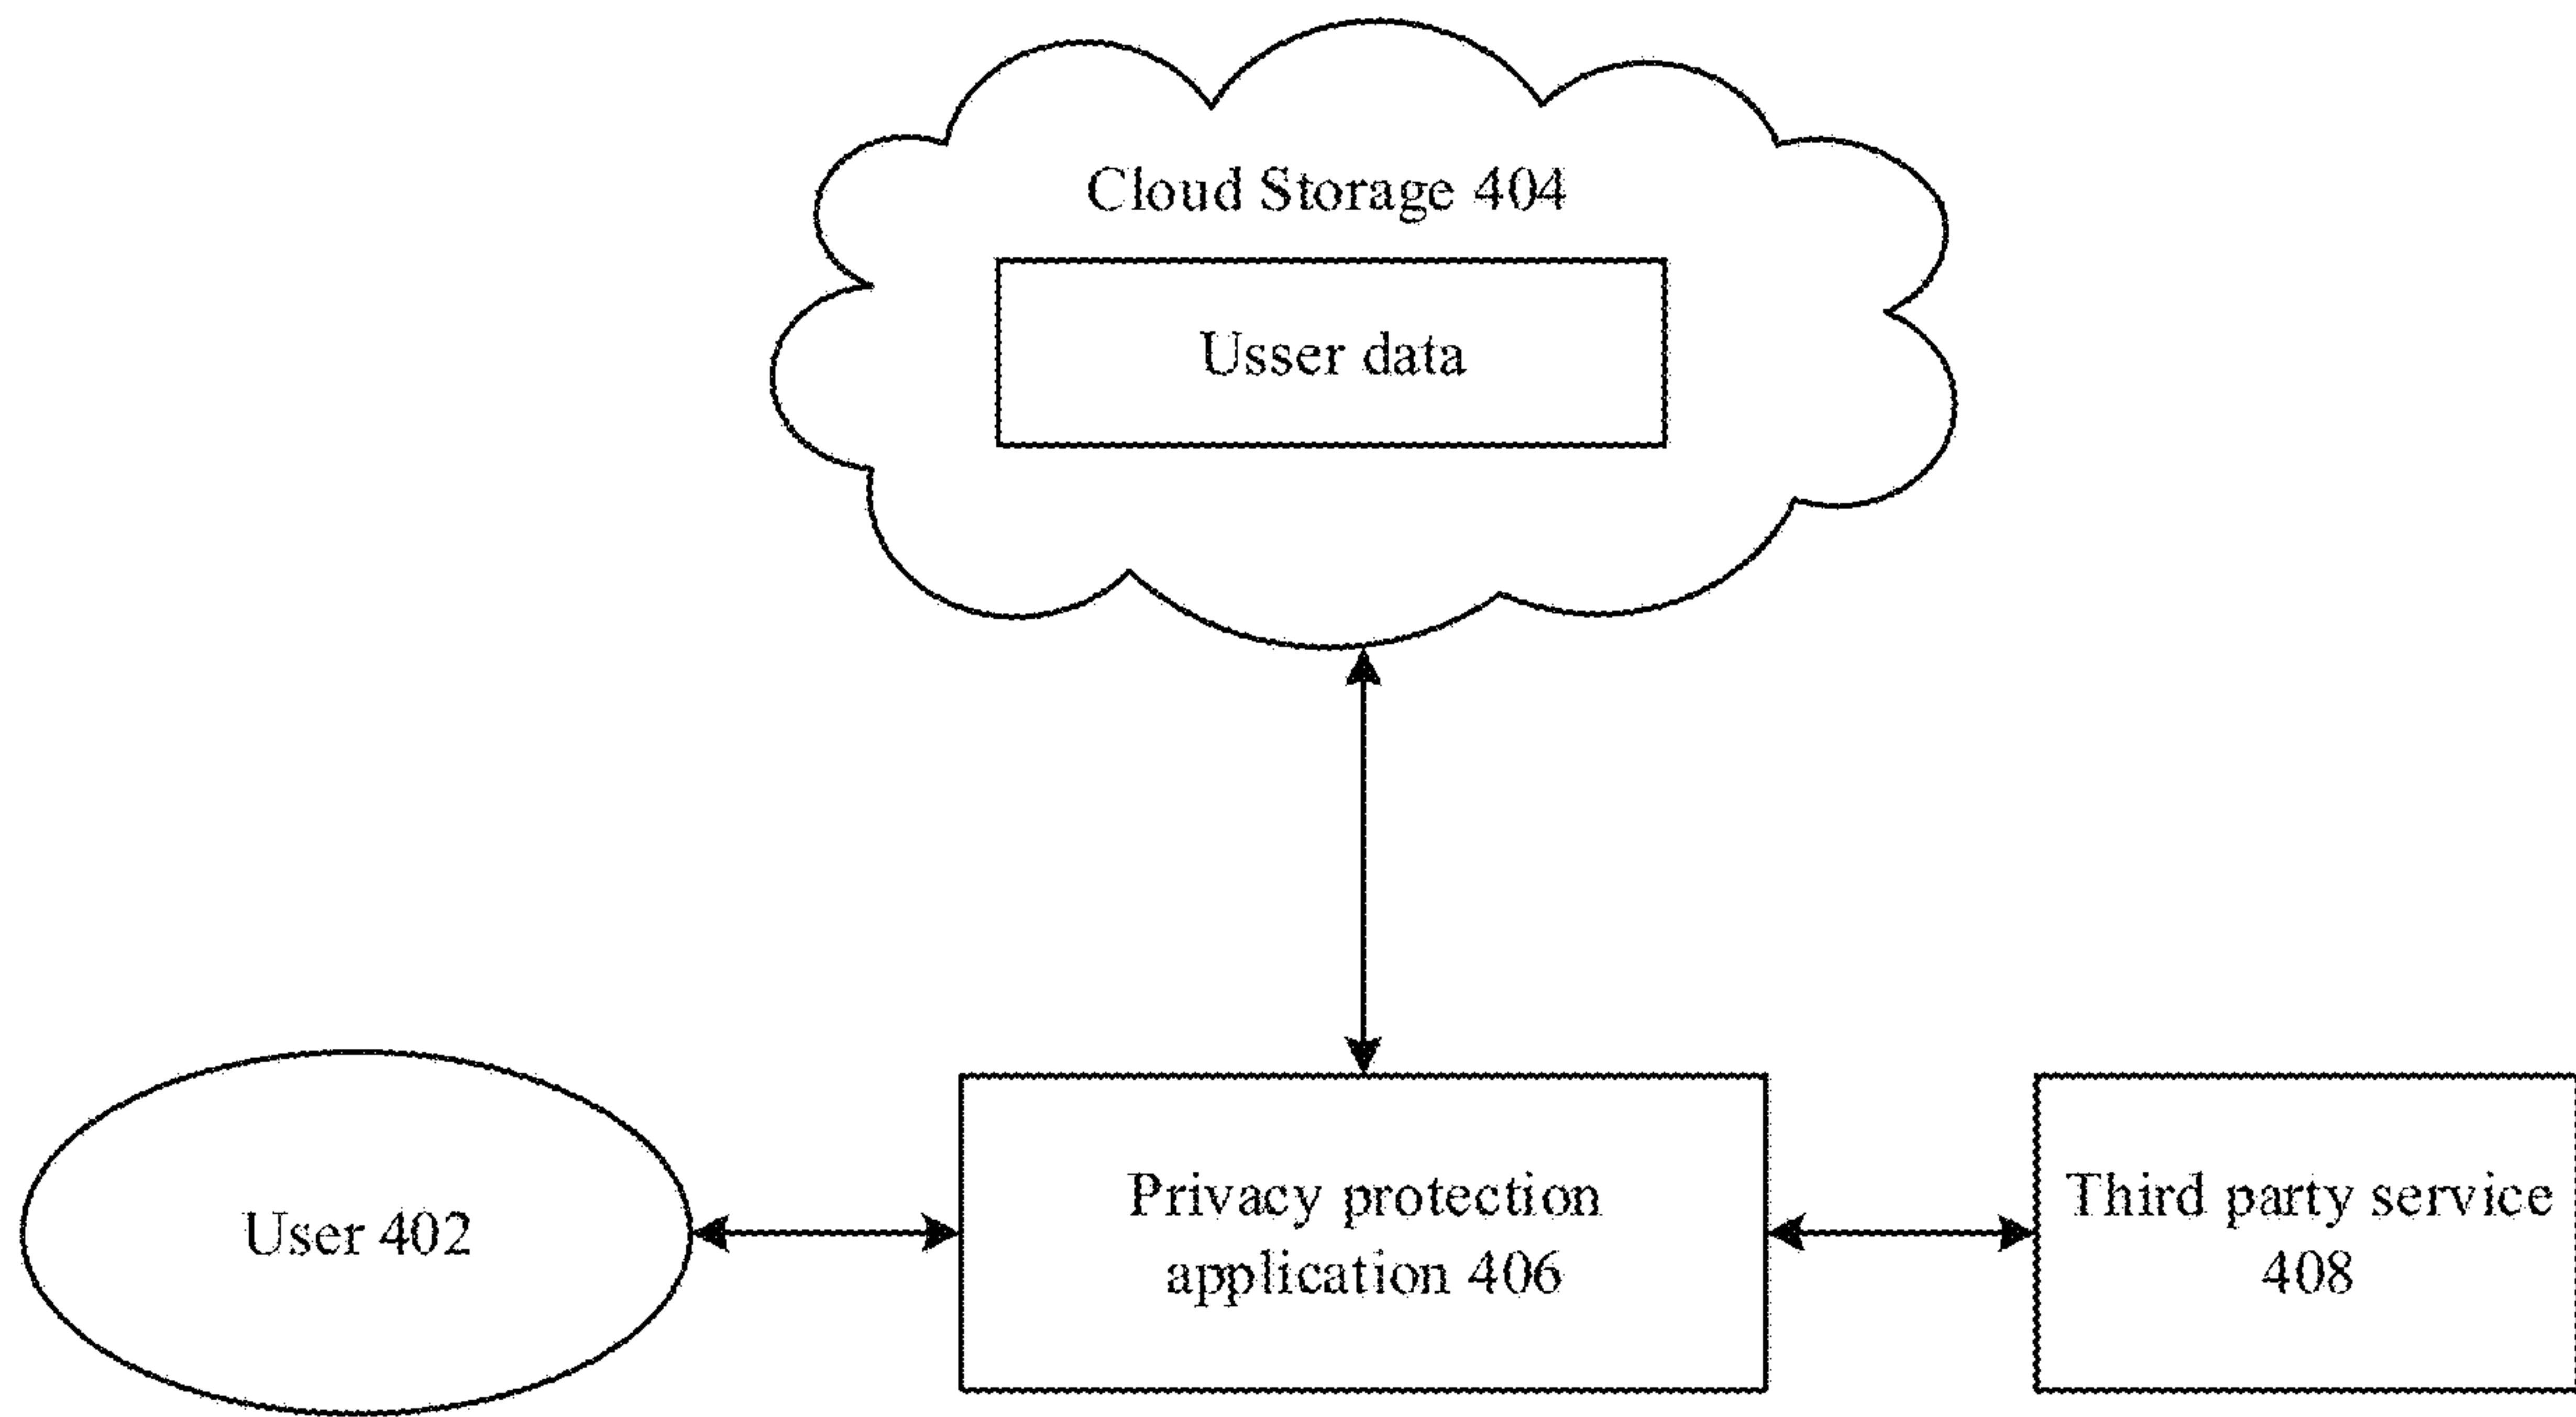 Cloud Storage 404
Usser data
User 402
Privacy protection
application 406
Third party service
408